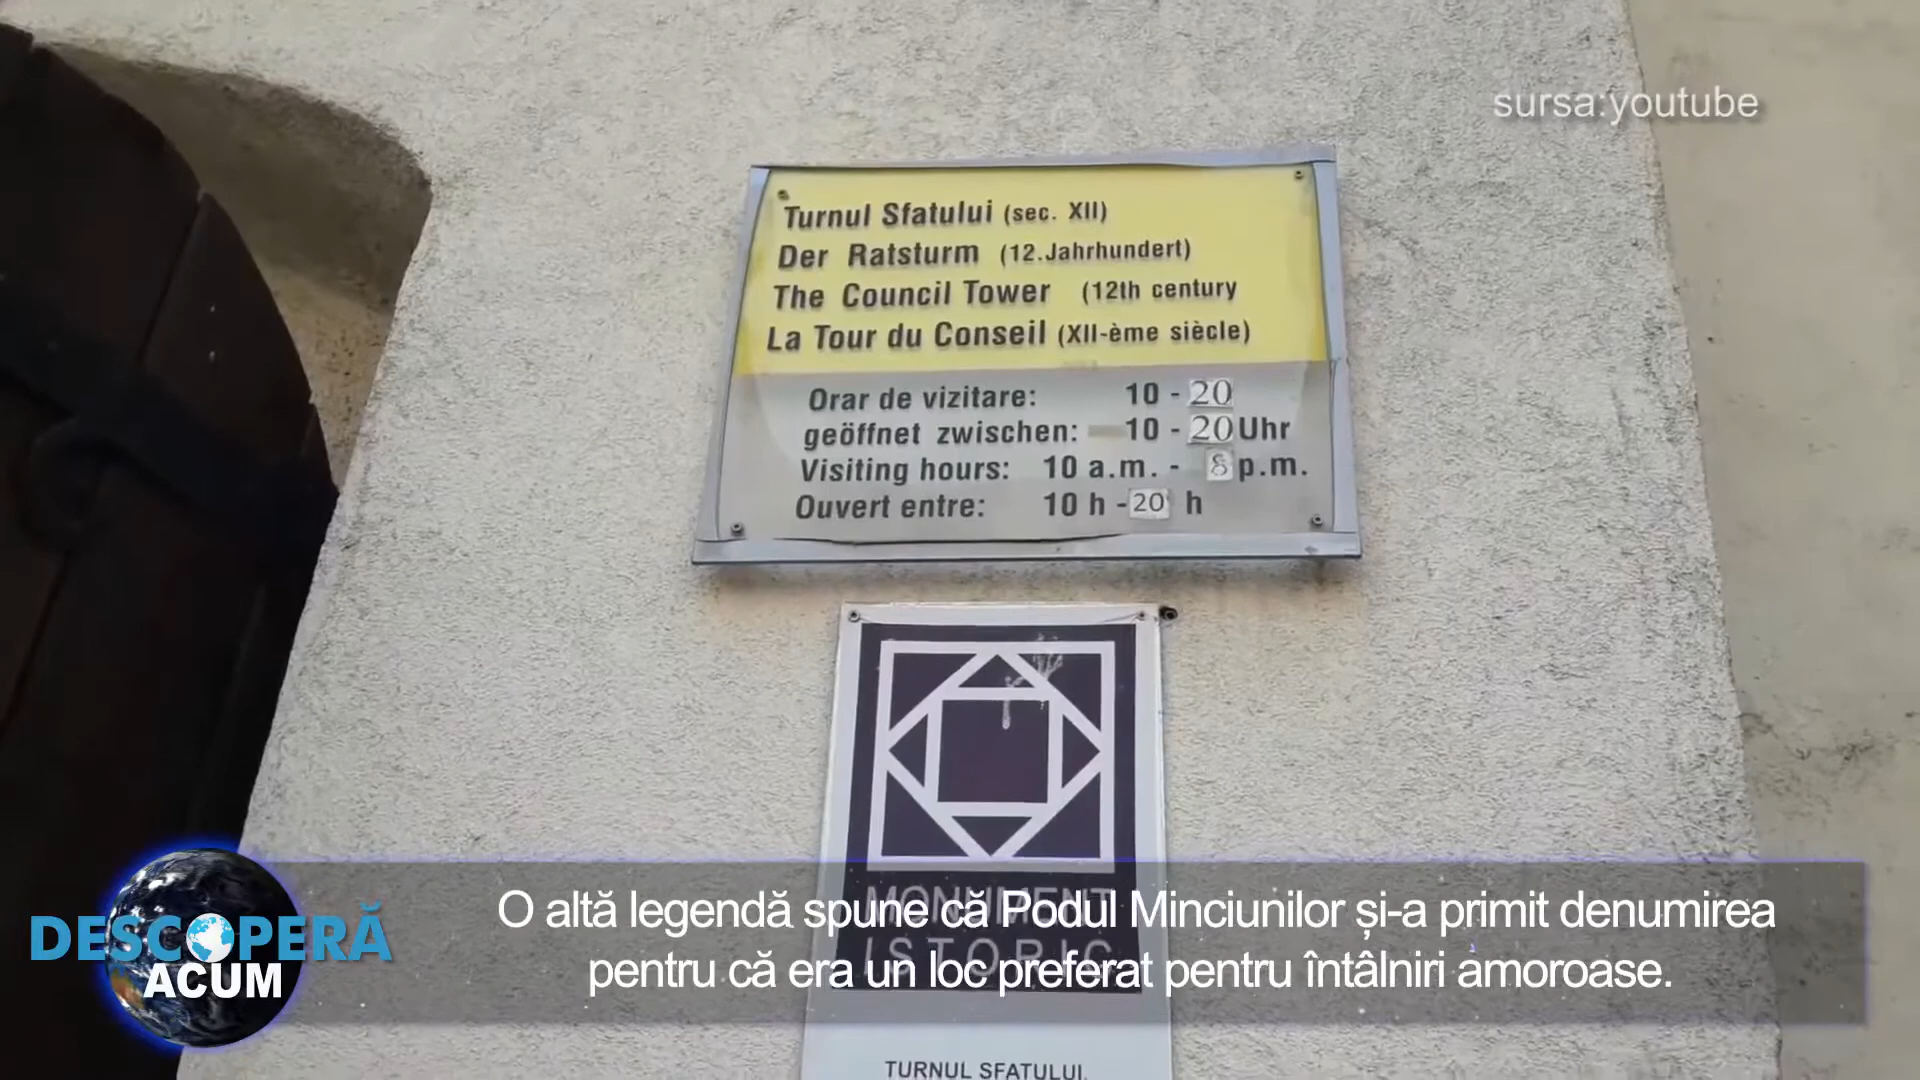 sursa:youtube
Turnul Sfatului (sec. XII)
Der Ratsturm (12.Jahrhundert)
The Council Tower (12th century
La Tour du Conseil (XII-ème siècle)
Orar de vizitare: 10 - 20
geöffnet zwischen: 10 - 20 Uhr
Visiting hours: 10 a.m. - 8 p.m.
Ouvert entre: 10 h - 20 h
MONUMENT
ISTORIC
O altă legendă spune că Podul Minciunilor și-a primit denumirea
pentru că era un loc preferat pentru întâlniri amoroase.
DESCOPERĂ
ACUM
TURNUL SFATULUI,